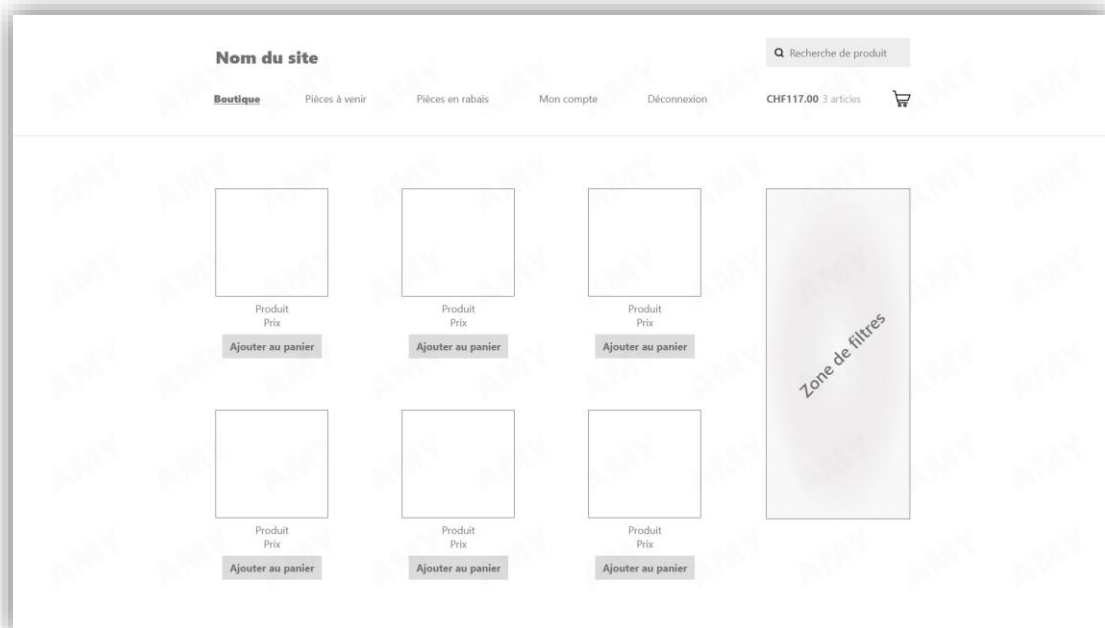 Nom du site
Recherche de produit
Boutique Pièces à venir Pièces en rabais Mon compte Déconnexion CHF117.00 3 articles
Produit Produit Produit
Prix Prix Prix
Ajouter au panier Ajouter au panier Ajouter au panier
Zone de filtres
Produit Produit Produit
Prix Prix Prix
Ajouter au panier Ajouter au panier Ajouter au panier